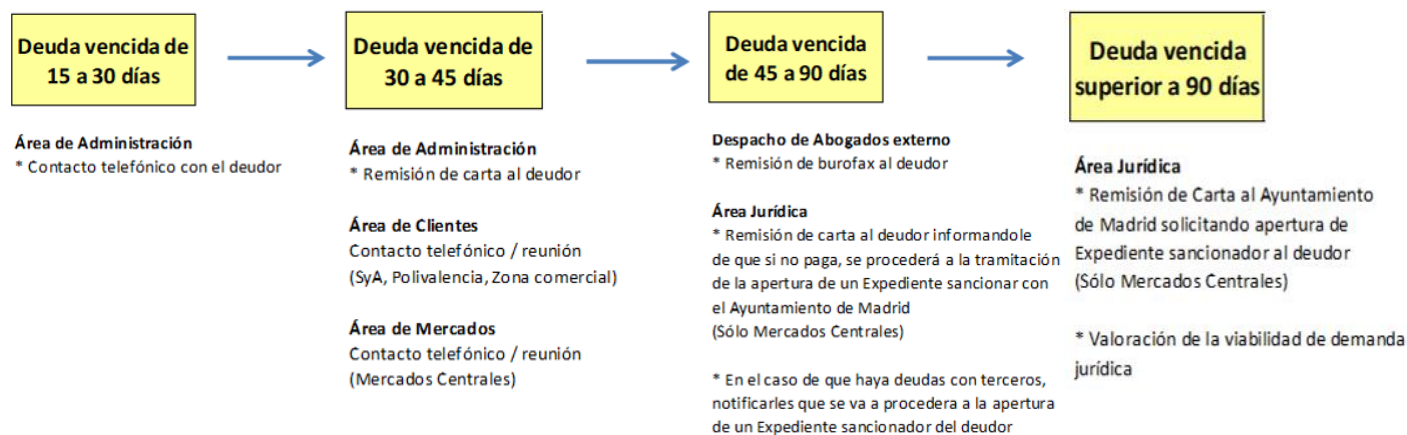 Deuda vencida de
15 a 30 días
Área de Administración
* Contacto telefónico con el deudor
Deuda vencida de
30 a 45 días
Área de Administración
* Remisión de carta al deudor
Área de Clientes
Contacto telefónico / reunión
(SyA, Polivalencia, Zona comercial)
Área de Mercados
Contacto telefónico / reunión
(Mercados Centrales)
Deuda vencida
de 45 a 90 días
Despacho de Abogados externo
* Remisión de burofax al deudor
Área Jurídica
* Remisión de carta al deudor informandole
de que si no paga, se procederá a la tramitación
de la apertura de un Expediente sancionar con
el Ayuntamiento de Madrid
(Sólo Mercados Centrales)
* En el caso de que haya deudas con terceros,
notificarles que se va a procedera a la apertura
de un Expediente sancionador del deudor
Deuda vencida
superior a 90 días
Área Jurídica
* Remisión de Carta al Ayuntamiento
de Madrid solicitando apertura de
Expediente sancionador al deudor
(Sólo Mercados Centrales)
* Valoración de la viabilidad de demanda
jurídica